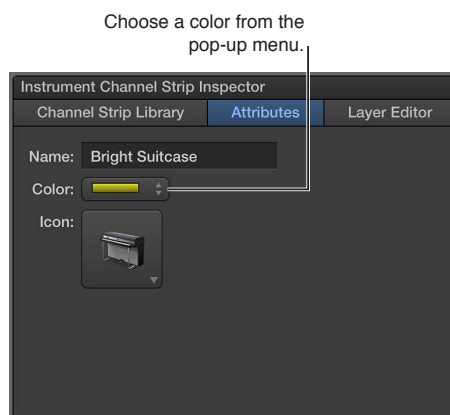 Choose a color from the
pop-up menu.
Instrument Channel Strip Inspector
Channel Strip Library Attributes Layer Editor
Name: Bright Suitcase
Color:
Icon: